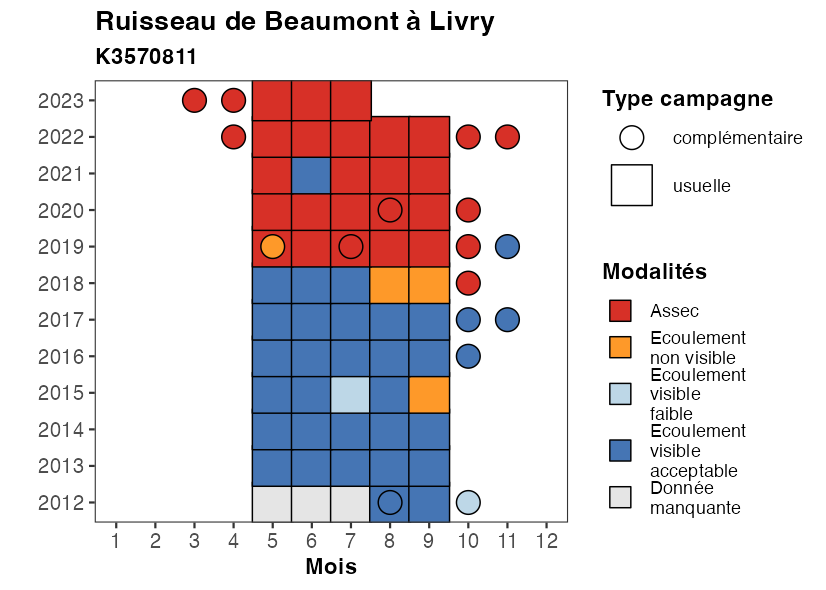 Ruisseau de Beaumont à Livry
K3570811
2023
2022
2021
2020
2019
2018
2017
2016
2015
2014
2013
2012
1 2 3 4 5 6 7 8 9 10 11 12
Mois
Type campagne
complémentaire
usuelle
Modalités
Assec
Ecoulement
non visible
Ecoulement
visible
faible
Ecoulement
visible
acceptable
Donnée
manquante